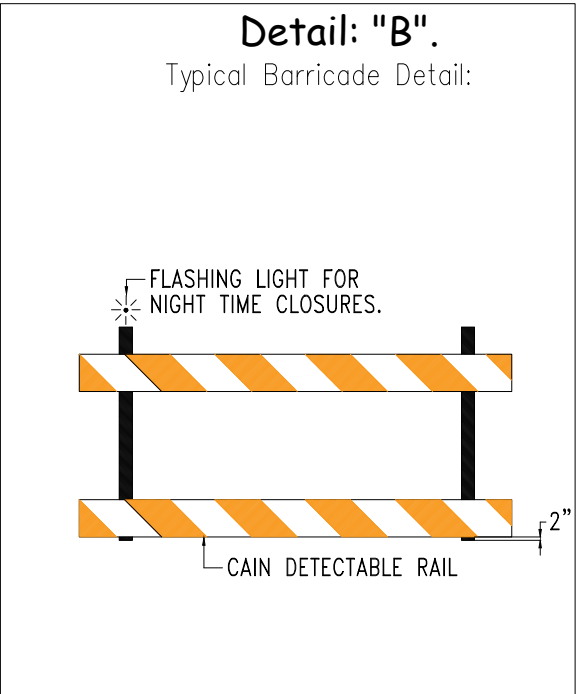 Detail: "B".
Typical Barricade Detail:
FLASHING LIGHT FOR
NIGHT TIME CLOSURES.
2"
CAIN DETECTABLE RAIL